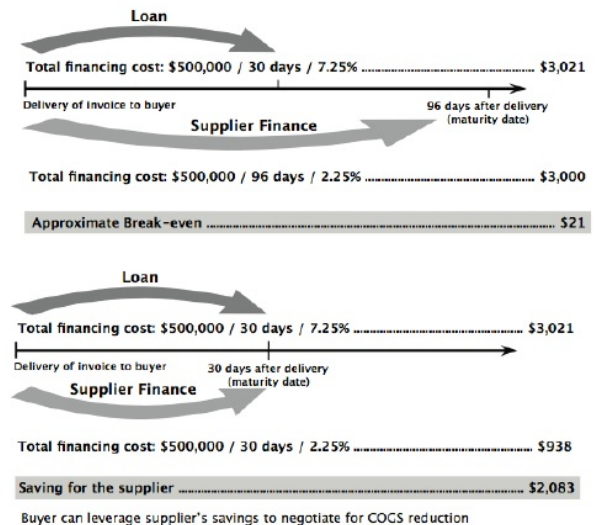 Loan
Total financing cost: $500,000 / 30 days / 7.25% ........................................ $3,021
Delivery of invoice to buyer
96 days after delivery
(maturity date)
Supplier Finance
Total financing cost: $500,000 / 96 days / 2.25% ........................................ $3,000
Approximate Break-even ........................................ $21
Loan
Total financing cost: $500,000 / 30 days / 7.25% ........................................ $3,021
Delivery of invoice to buyer
30 days after delivery
(maturity date)
Supplier Finance
Total financing cost: $500,000 / 30 days / 2.25% ........................................ $938
Saving for the supplier ........................................ $2,083
Buyer can leverage supplier's savings to negotiate for COGS reduction